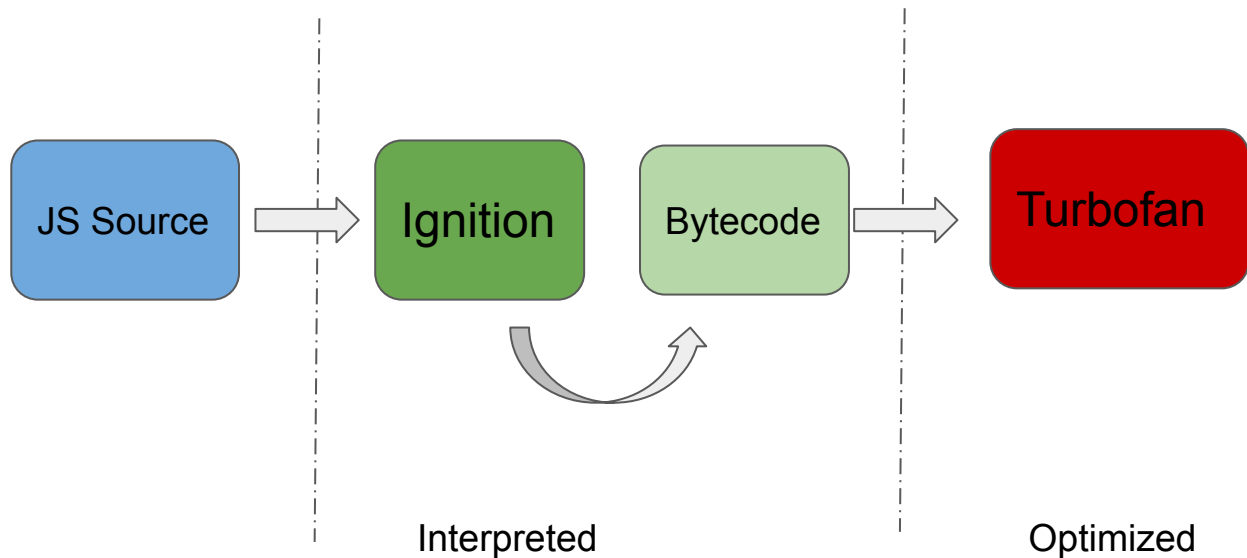 JS Source
Ignition
Bytecode
Turbofan
Interpreted
Optimized